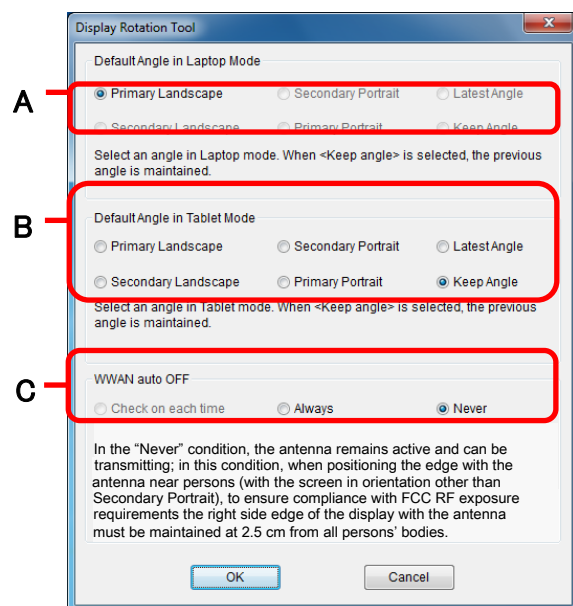 Display Rotation Tool
x
Default Angle in Laptop Mode
A
Primary Landscape Secondary Portrait Latest Angle
Secondary Landscape Primary Portrait Keep Angle
Select an angle in Laptop mode. When <Keep angle> is selected, the previous
angle is maintained.
B
Default Angle in Tablet Mode
Primary Landscape Secondary Portrait Latest Angle
Secondary Landscape Primary Portrait Keep Angle
Select an angle in Tablet mode. When <Keep angle> is selected, the previous
angle is maintained.
C
WWAN auto OFF
Check on each time Always Never
In the “Never” condition, the antenna remains active and can be
transmitting; in this condition, when positioning the edge with the
antenna near persons (with the screen in orientation other than
Secondary Portrait), to ensure compliance with FCC RF exposure
requirements the right side edge of the display with the antenna
must be maintained at 2.5 cm from all persons’ bodies.
OK Cancel